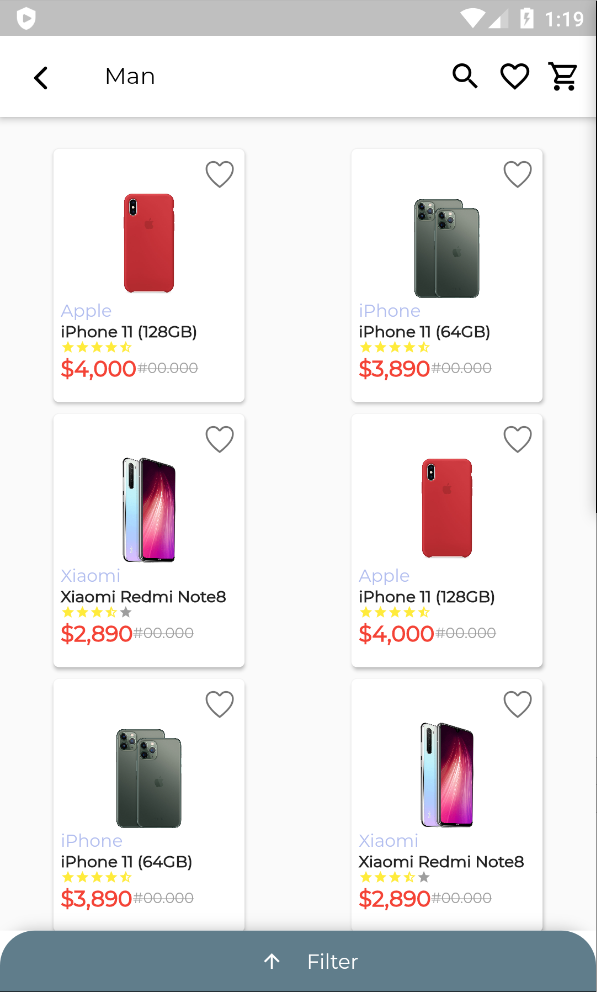 1:19
Man
Apple
iPhone 11 (128GB)
$4,000 #00.000
iPhone
iPhone 11 (64GB)
$3,890 #00.000
Xiaomi
Xiaomi Redmi Note8
$2,890 #00.000
Apple
iPhone 11 (128GB)
$4,000 #00.000
iPhone
iPhone 11 (64GB)
$3,890 #00.000
Xiaomi
Xiaomi Redmi Note8
$2,890 #00.000
Filter